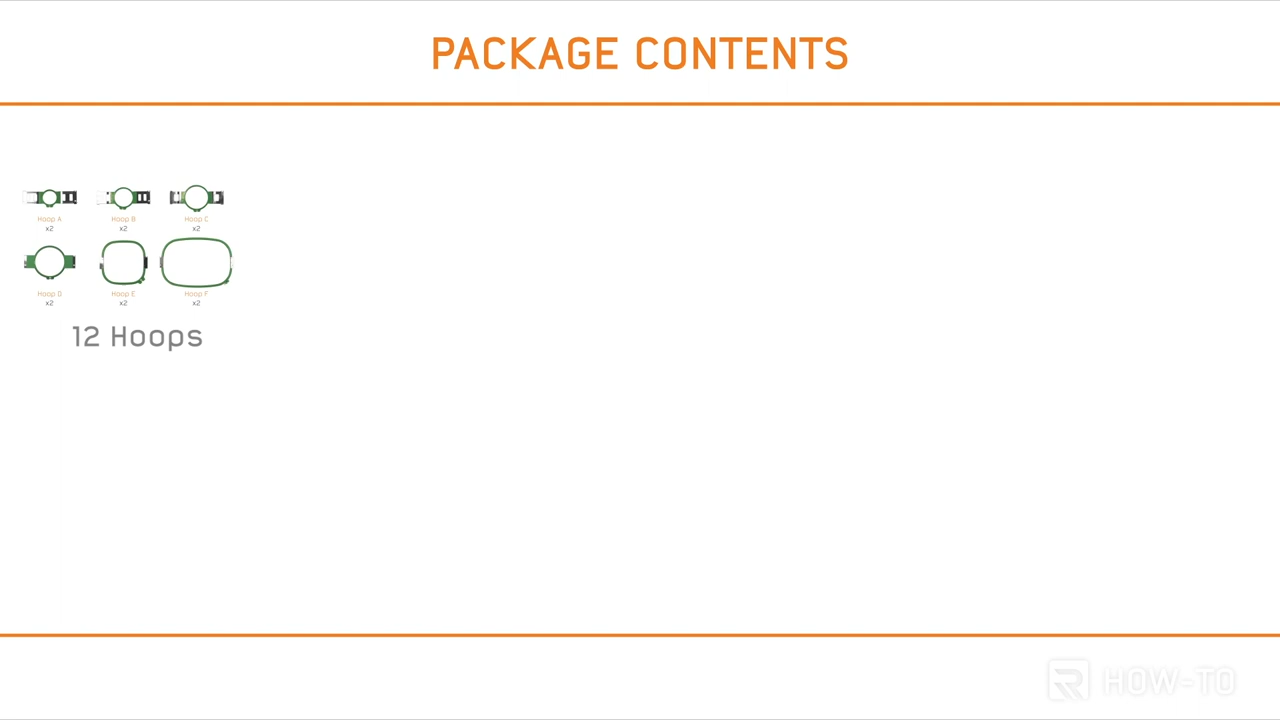 PACKAGE CONTENTS
Hoop A
Hoop B
Hoop C
x2
x2
x2
Hoop D
Hoop E
Hoop F
x2
x2
x2
12 Hoops
HOW-TO